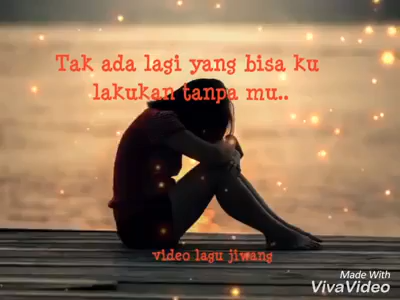 Tak ada lagi yang bisa ku
lakukan tanpa mu..
video lagu jiwang
Made With
VivaVideo